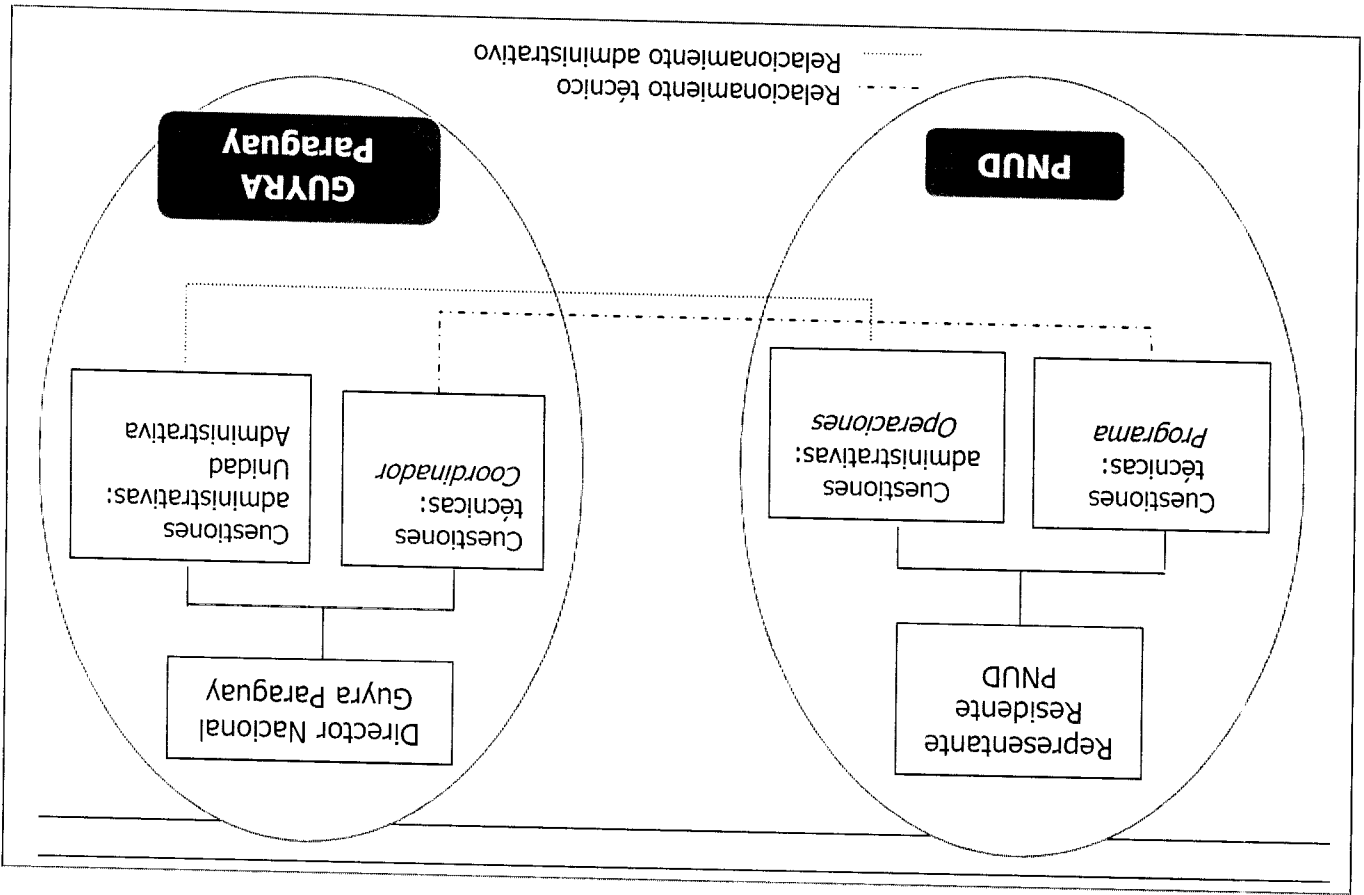 Representante
Residente
PNUD
Director Nacional
Guyra Paraguay
Cuestiones
técnicas:
Programa
Cuestiones
administrativas:
Operaciones
Cuestiones
técnicas:
Coordinador
Cuestiones
administrativas:
Unidad
Administrativa
PNUD
GUYRA
Paraguay
Relacionamiento técnico
Relacionamiento administrativo